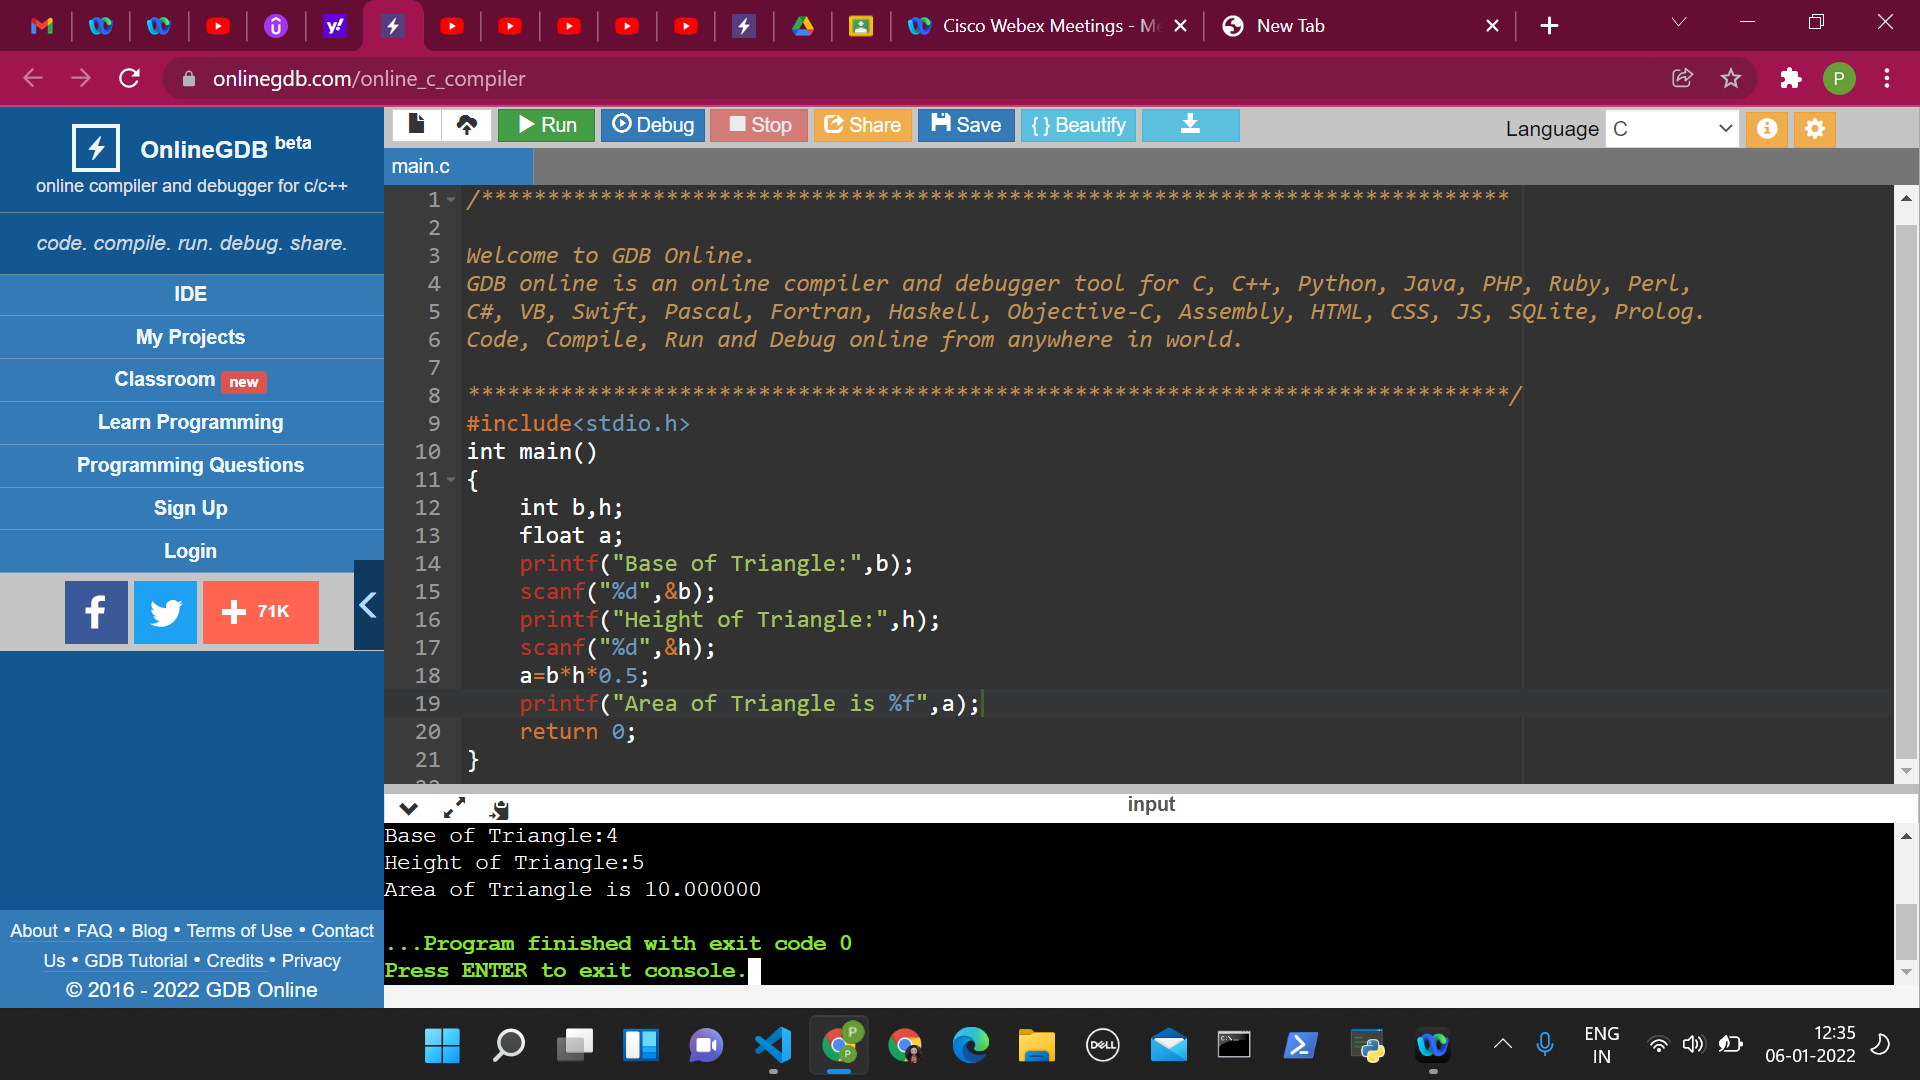 Cisco Webex Meetings - Me
New Tab
onlinegdb.com/online_c_compiler
P
OnlineGDB beta
online compiler and debugger for c/c++
code. compile. run. debug. share.
IDE
My Projects
Classroom new
Learn Programming
Programming Questions
Sign Up
Login
f
+ 71K
About • FAQ • Blog • Terms of Use • Contact
Us • GDB Tutorial • Credits • Privacy
© 2016 - 2022 GDB Online
Run Debug Stop Share Save { } Beautify
Language C
main.c
1 /******************************************************************************
2
3 Welcome to GDB Online.
4 GDB online is an online compiler and debugger tool for C, C++, Python, Java, PHP, Ruby, Perl,
5 C#, VB, Swift, Pascal, Fortran, Haskell, Objective-C, Assembly, HTML, CSS, JS, SQLite, Prolog.
6 Code, Compile, Run and Debug online from anywhere in world.
7
8 *******************************************************************************/
9 #include<stdio.h>
10 int main()
11 {
12     int b,h;
13     float a;
14     printf("Base of Triangle:",b);
15     scanf("%d",&b);
16     printf("Height of Triangle:",h);
17     scanf("%d",&h);
18     a=b*h*0.5;
19     printf("Area of Triangle is %f",a);
20     return 0;
21 }
input
Base of Triangle:4
Height of Triangle:5
Area of Triangle is 10.000000
...Program finished with exit code 0
Press ENTER to exit console.
DELL
ENG
IN
12:35
06-01-2022